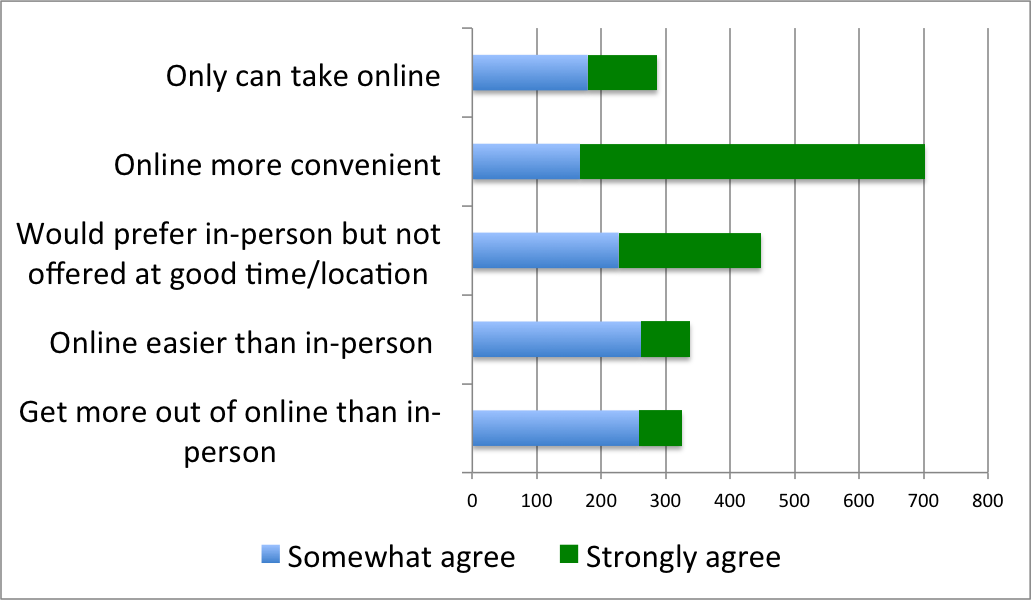 Only can take online
Online more convenient
Would prefer in-person but not
offered at good time/location
Online easier than in-person
Get more out of online than in-
person
0 100 200 300 400 500 600 700 800
Somewhat agree Strongly agree